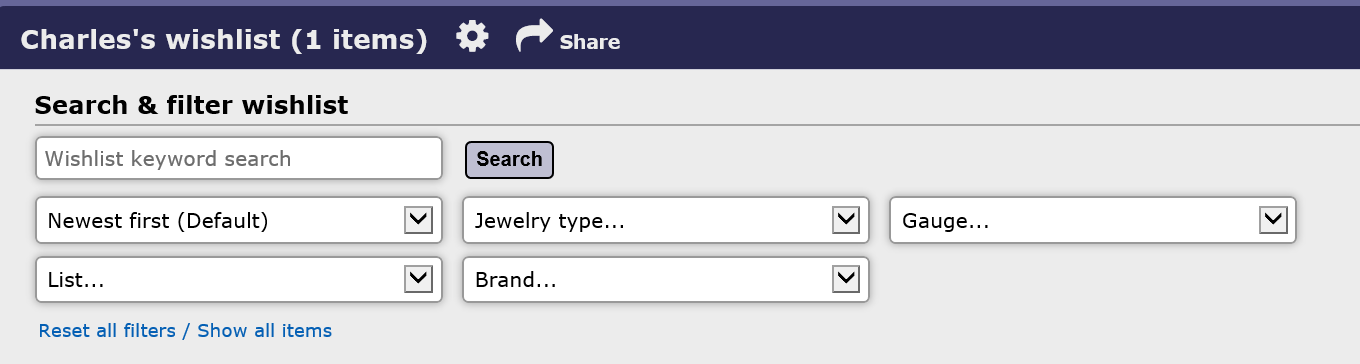 Charles's wishlist (1 items) Share
Search & filter wishlist
Wishlist keyword search Search
Newest first (Default) Jewelry type... Gauge...
List... Brand...
Reset all filters / Show all items